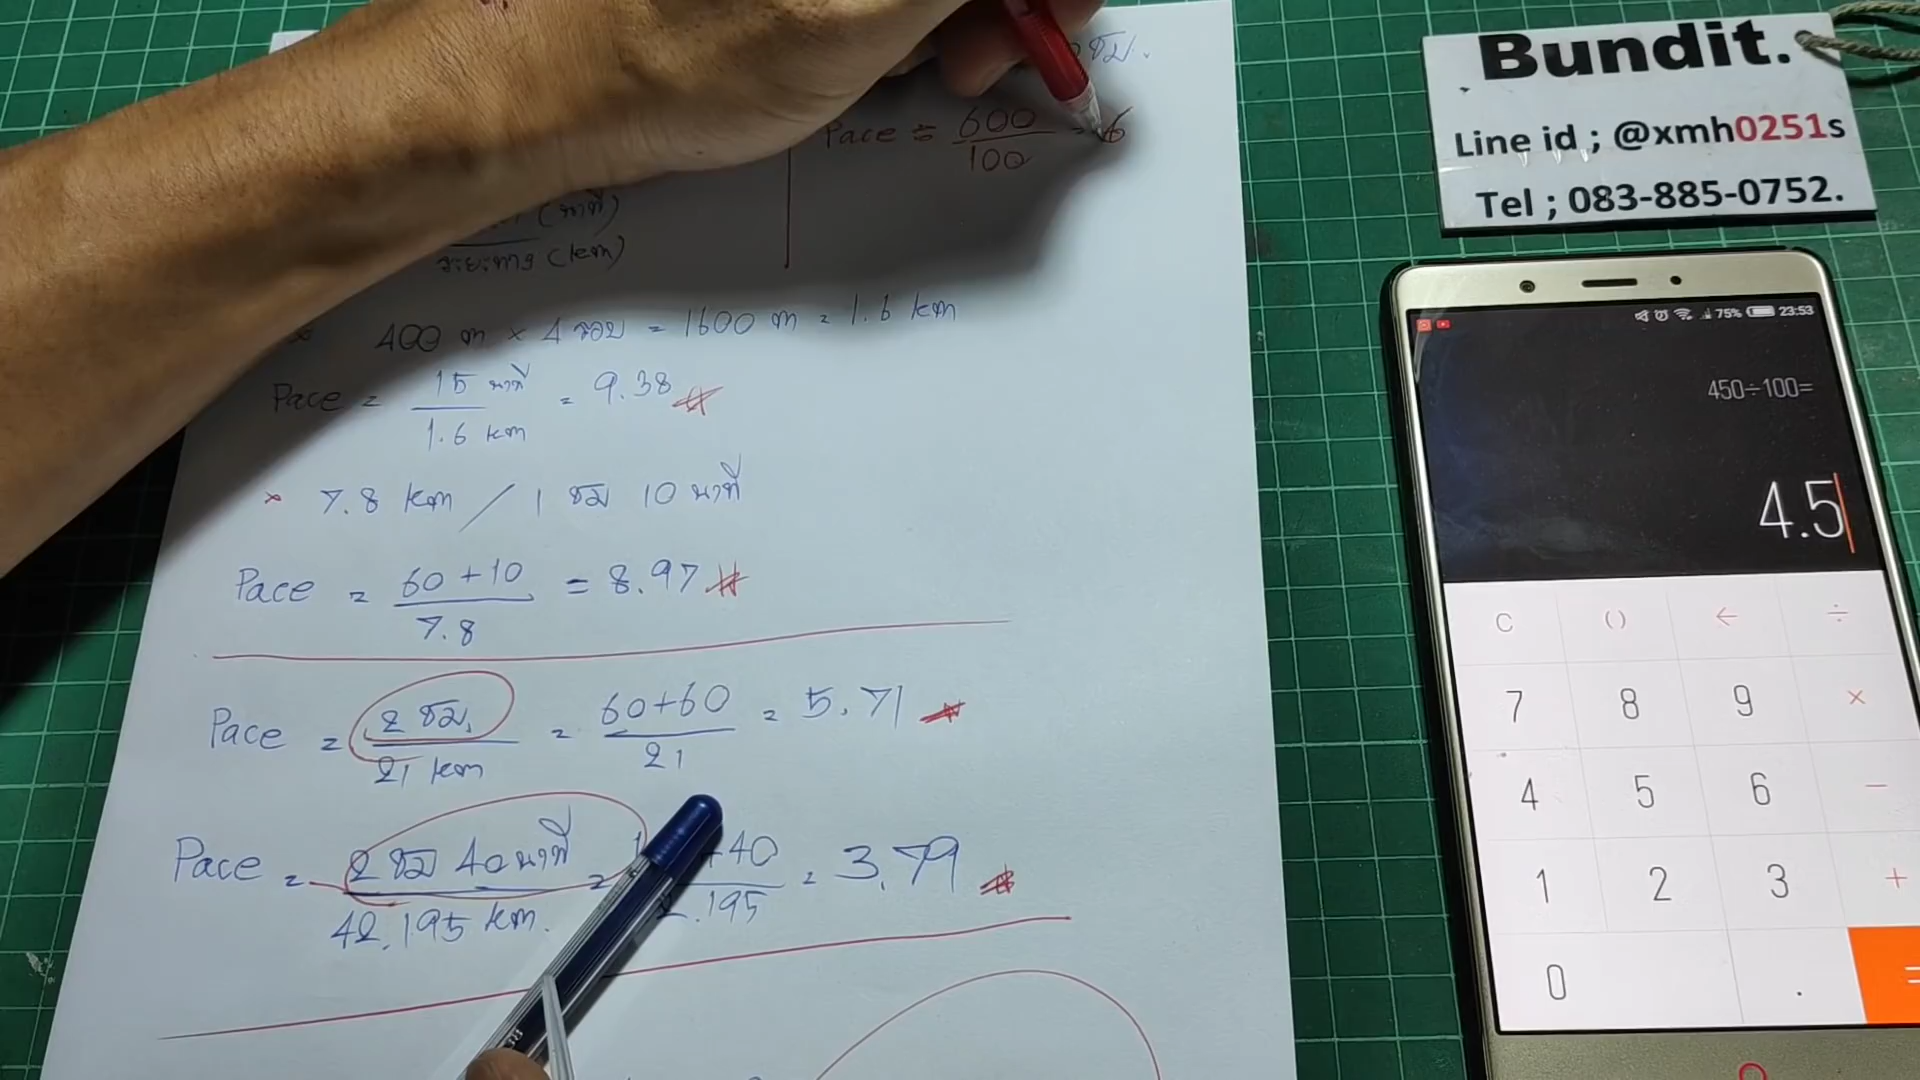 ชม.
Pace = 600 = 6
100
(นาที)
ระยะทาง (km)
× 400 m × 4 รอบ = 1600 m = 1.6 km
Pace = 15 นาที = 9.38
1.6 km
× 7.8 km / 1 ชม 10 นาที
Pace = 60 + 10 = 8.97
7.8
Pace = 2 ชม. = 60+60 = 5.71
21 km 21
Pace = 2 ชม 40 นาที = +40 = 3.79
42.195 km. .195
Bundit.
Line id ; @xmh0251s
Tel ; 083-885-0752.
75% 23:53
450÷100=
4.5
C () ← ÷
7 8 9 ×
4 5 6 −
1 2 3 +
0 . =